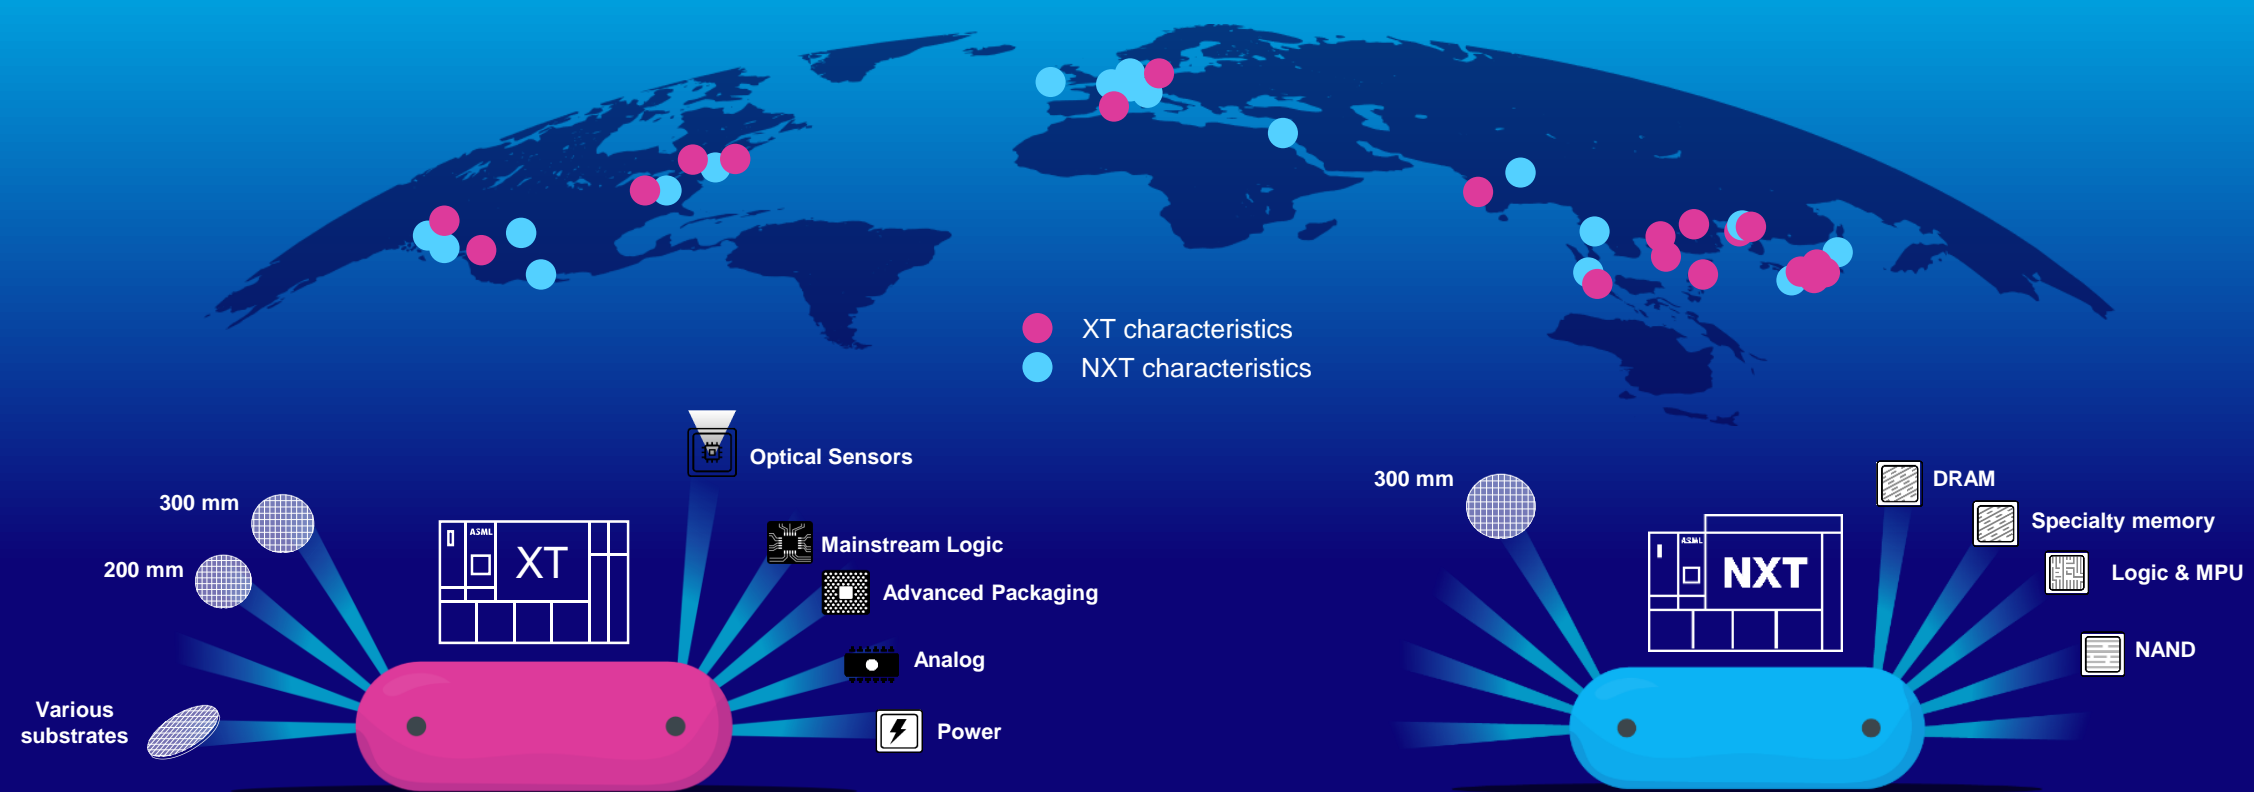 XT characteristics
NXT characteristics
Optical Sensors
300 mm
200 mm
ASML
XT
Mainstream Logic
Advanced Packaging
Analog
Various
substrates
Power
300 mm
DRAM
Specialty memory
ASML
NXT
Logic & MPU
NAND